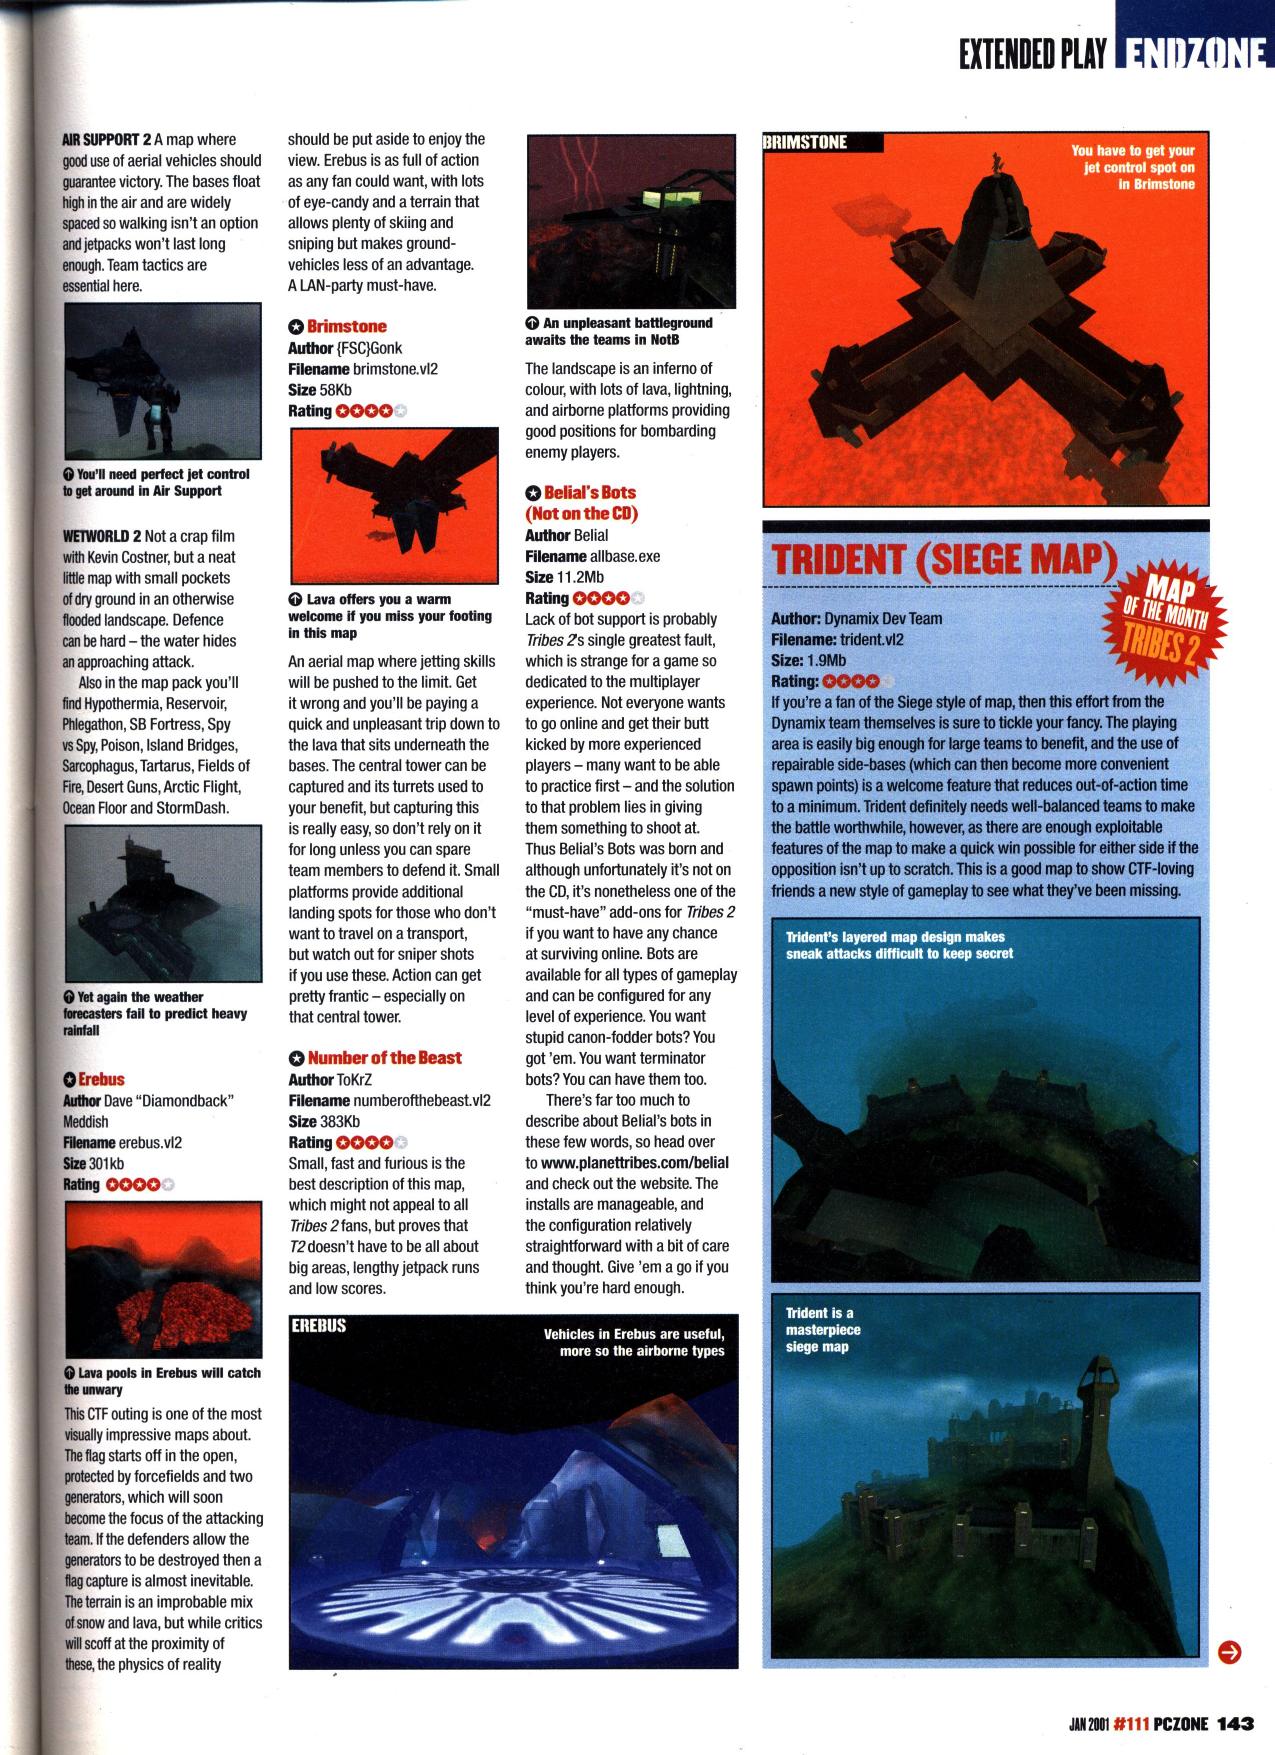 EXTENDED PLAY ENDZONE
AIR SUPPORT 2 A map where
good use of aerial vehicles should
guarantee victory. The bases float
high in the air and are widely
spaced so walking isn't an option
and jetpacks won't last long
enough. Team tactics are
essential here.
You'll need perfect jet control
to get around in Air Support
WETWORLD 2 Not a crap film
with Kevin Costner, but a neat
little map with small pockets
of dry ground in an otherwise
flooded landscape. Defence
can be hard – the water hides
an approaching attack.
Also in the map pack you'll
find Hypothermia, Reservoir,
Phlegathon, SB Fortress, Spy
vs Spy, Poison, Island Bridges,
Sarcophagus, Tartarus, Fields of
Fire, Desert Guns, Arctic Flight,
Ocean Floor and StormDash.
Yet again the weather
forecasters fail to predict heavy
rainfall
Erebus
Author Dave "Diamondback"
Meddish
Filename erebus.vl2
Size 301kb
Rating
Lava pools in Erebus will catch
the unwary
This CTF outing is one of the most
visually impressive maps about.
The flag starts off in the open,
protected by forcefields and two
generators, which will soon
become the focus of the attacking
team. If the defenders allow the
generators to be destroyed then a
flag capture is almost inevitable.
The terrain is an improbable mix
of snow and lava, but while critics
will scoff at the proximity of
these, the physics of reality
should be put aside to enjoy the
view. Erebus is as full of action
as any fan could want, with lots
of eye-candy and a terrain that
allows plenty of skiing and
sniping but makes ground-
vehicles less of an advantage.
A LAN-party must-have.
Brimstone
Author {FSC}Gonk
Filename brimstone.vl2
Size 58Kb
Rating
Lava offers you a warm
welcome if you miss your footing
in this map
An aerial map where jetting skills
will be pushed to the limit. Get
it wrong and you'll be paying a
quick and unpleasant trip down to
the lava that sits underneath the
bases. The central tower can be
captured and its turrets used to
your benefit, but capturing this
is really easy, so don't rely on it
for long unless you can spare
team members to defend it. Small
platforms provide additional
landing spots for those who don't
want to travel on a transport,
but watch out for sniper shots
if you use these. Action can get
pretty frantic – especially on
that central tower.
Number of the Beast
Author ToKrZ
Filename numberofthebeast.vl2
Size 383Kb
Rating
Small, fast and furious is the
best description of this map,
which might not appeal to all
Tribes 2 fans, but proves that
T2 doesn't have to be all about
big areas, lengthy jetpack runs
and low scores.
EREBUS
Vehicles in Erebus are useful,
more so the airborne types
An unpleasant battleground
awaits the teams in NotB
The landscape is an inferno of
colour, with lots of lava, lightning,
and airborne platforms providing
good positions for bombarding
enemy players.
Belial's Bots
(Not on the CD)
Author Belial
Filename allbase.exe
Size 11.2Mb
Rating
Lack of bot support is probably
Tribes 2's single greatest fault,
which is strange for a game so
dedicated to the multiplayer
experience. Not everyone wants
to go online and get their butt
kicked by more experienced
players – many want to be able
to practice first – and the solution
to that problem lies in giving
them something to shoot at.
Thus Belial's Bots was born and
although unfortunately it's not on
the CD, it's nonetheless one of the
"must-have" add-ons for Tribes 2
if you want to have any chance
at surviving online. Bots are
available for all types of gameplay
and can be configured for any
level of experience. You want
stupid canon-fodder bots? You
got 'em. You want terminator
bots? You can have them too.
There's far too much to
describe about Belial's bots in
these few words, so head over
to www.planettribes.com/belial
and check out the website. The
installs are manageable, and
the configuration relatively
straightforward with a bit of care
and thought. Give 'em a go if you
think you're hard enough.
BRIMSTONE
You have to get your
jet control spot on
in Brimstone
TRIDENT (SIEGE MAP)
MAP
OF THE MONTH
TRIBES 2
Author: Dynamix Dev Team
Filename: trident.vl2
Size: 1.9Mb
Rating:
If you're a fan of the Siege style of map, then this effort from the
Dynamix team themselves is sure to tickle your fancy. The playing
area is easily big enough for large teams to benefit, and the use of
repairable side-bases (which can then become more convenient
spawn points) is a welcome feature that reduces out-of-action time
to a minimum. Trident definitely needs well-balanced teams to make
the battle worthwhile, however, as there are enough exploitable
features of the map to make a quick win possible for either side if the
opposition isn't up to scratch. This is a good map to show CTF-loving
friends a new style of gameplay to see what they've been missing.
Trident's layered map design makes
sneak attacks difficult to keep secret
Trident is a
masterpiece
siege map
JAN 2001 #111 PCZONE 143